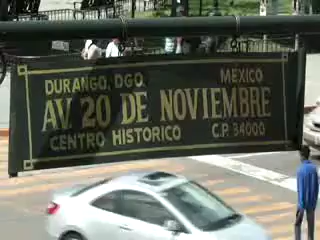 DURANGO, DGO. MEXICO
AV. 20 DE NOVIEMBRE
CENTRO HISTORICO C.P. 34000